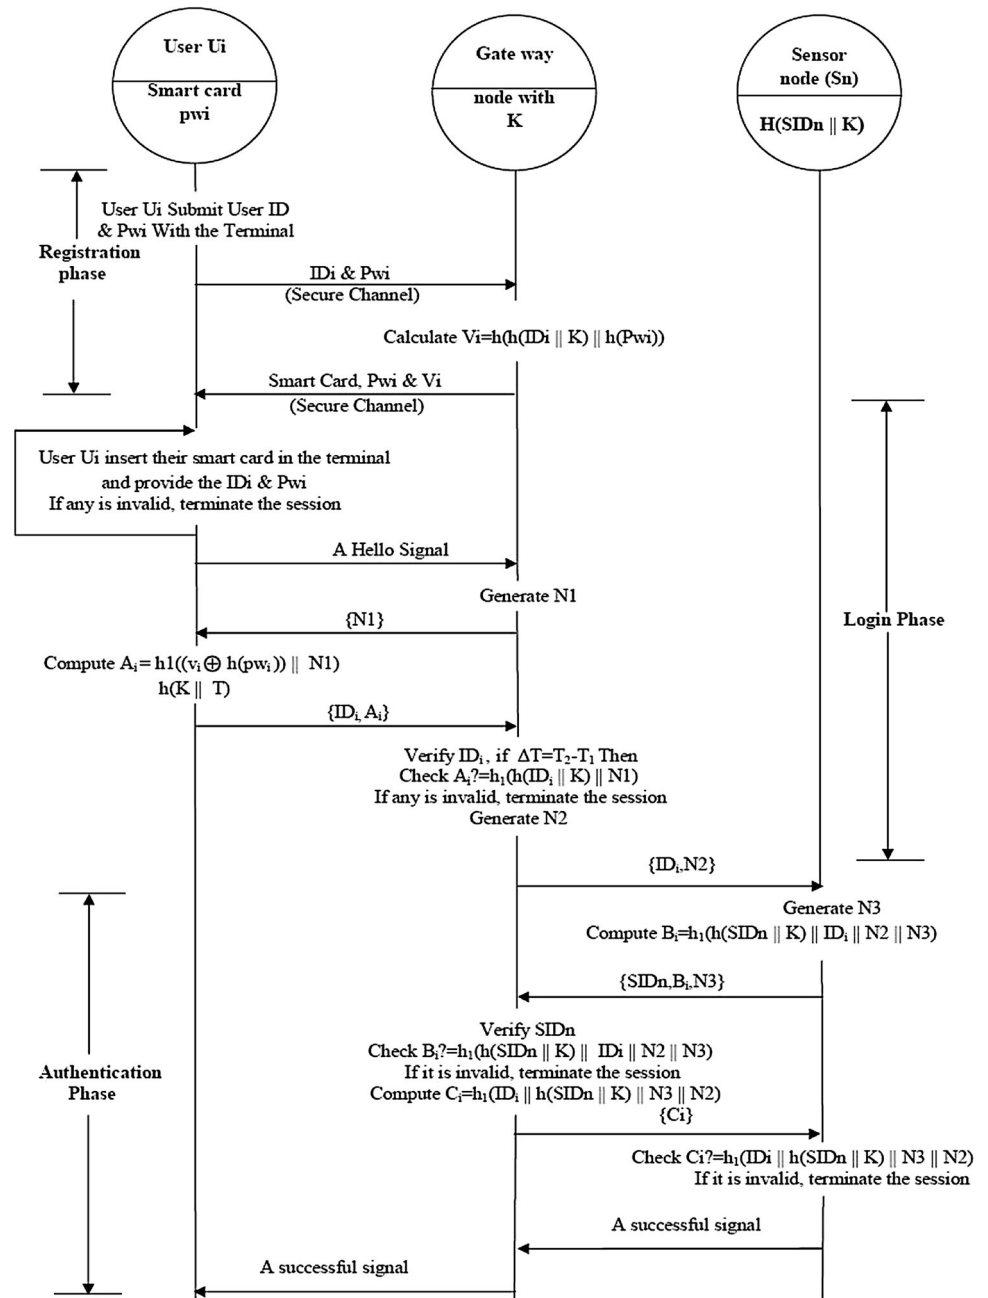 User Ui
Smart card
pwi
Gate way
node with
K
Sensor
node (Sn)
H(SIDn || K)
User Ui Submit User ID
& Pwi With the Terminal
Registration
phase
IDi & Pwi
(Secure Channel)
Calculate Vi=h(h(IDi || K) || h(Pwi))
Smart Card, Pwi & Vi
(Secure Channel)
User Ui insert their smart card in the terminal
and provide the IDi & Pwi
If any is invalid, terminate the session
A Hello Signal
Generate N1
{N1}
Login Phase
Compute Aᵢ= h1((vᵢ⊕ h(pwᵢ)) || N1)
h(K || T)
{IDᵢ, Aᵢ}
Verify IDᵢ, if ΔT=T₂-T₁ Then
Check Aᵢ?=h₁(h(IDᵢ || K) || N1)
If any is invalid, terminate the session
Generate N2
{IDᵢ,N2}
Generate N3
Compute Bᵢ=h₁(h(SIDn || K) || IDᵢ || N2 || N3)
{SIDn,Bᵢ,N3}
Verify SIDn
Check Bᵢ?=h₁(h(SIDn || K) || IDi || N2 || N3)
If it is invalid, terminate the session
Compute Cᵢ=h₁(IDᵢ || h(SIDn || K) || N3 || N2)
Authentication
Phase
{Ci}
Check Ci?=h₁(IDi || h(SIDn || K) || N3 || N2)
If it is invalid, terminate the session
A successful signal
A successful signal